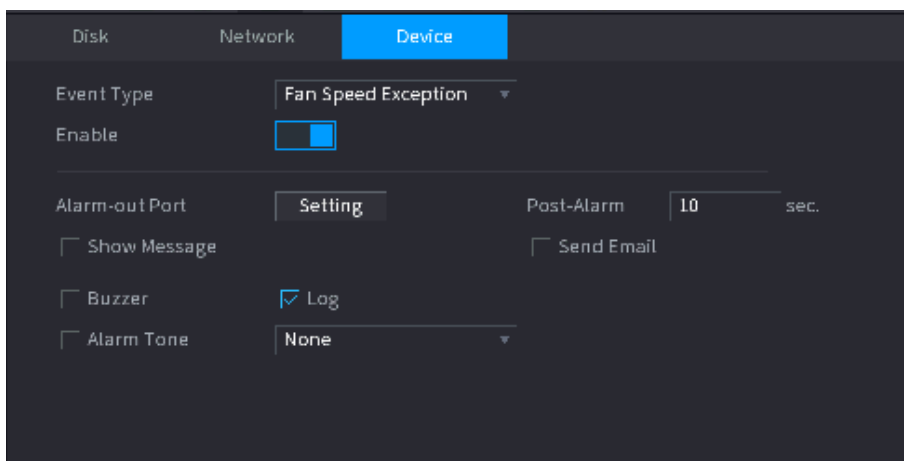 Disk Network Device
Event Type Fan Speed Exception
Enable
Alarm-out Port Setting Post-Alarm 10 sec.
Show Message Send Email
Buzzer Log
Alarm Tone None